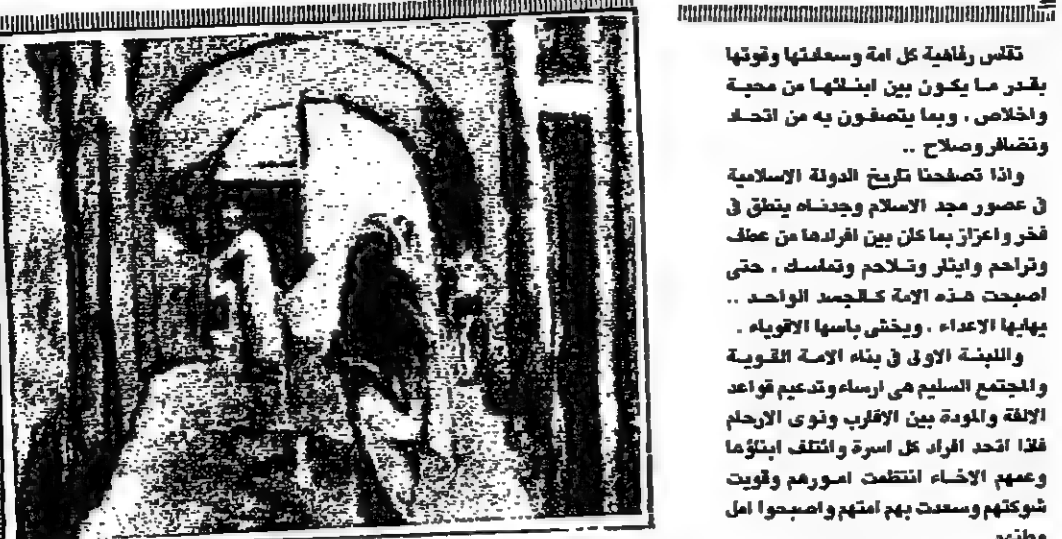 تقاس رفاهية كل امة وسعادتها وقوتها
بقدر ما يكون بين ابنائها من محبة
واخلاص ، وبما يتصفون به من اتحاد
وتضافر وصلاح ..
واذا تصفحنا تاريخ الدولة الاسلامية
في عصور مجد الاسلام وجدناه ينطق في
فخر واعزاز بما كان بين افرادها من عطف
وتراحم وايثار وتلاحم وتماسك ، حتى
اصبحت هذه الامة كالجسد الواحد ..
يهابها الاعداء ، ويخشى باسها الاقوياء .
واللبنة الاولى في بناء الامة القوية
والمجتمع السليم هى ارساء وتدعيم قواعد
الالفة والمودة بين الاقارب وذوى الارحام
فاذا اتحد افراد كل اسرة وائتلف ابناؤها
وعمهم الاخاء انتظمت امورهم وقويت
شوكتهم وسعدت بهم امتهم واصبحوا امل